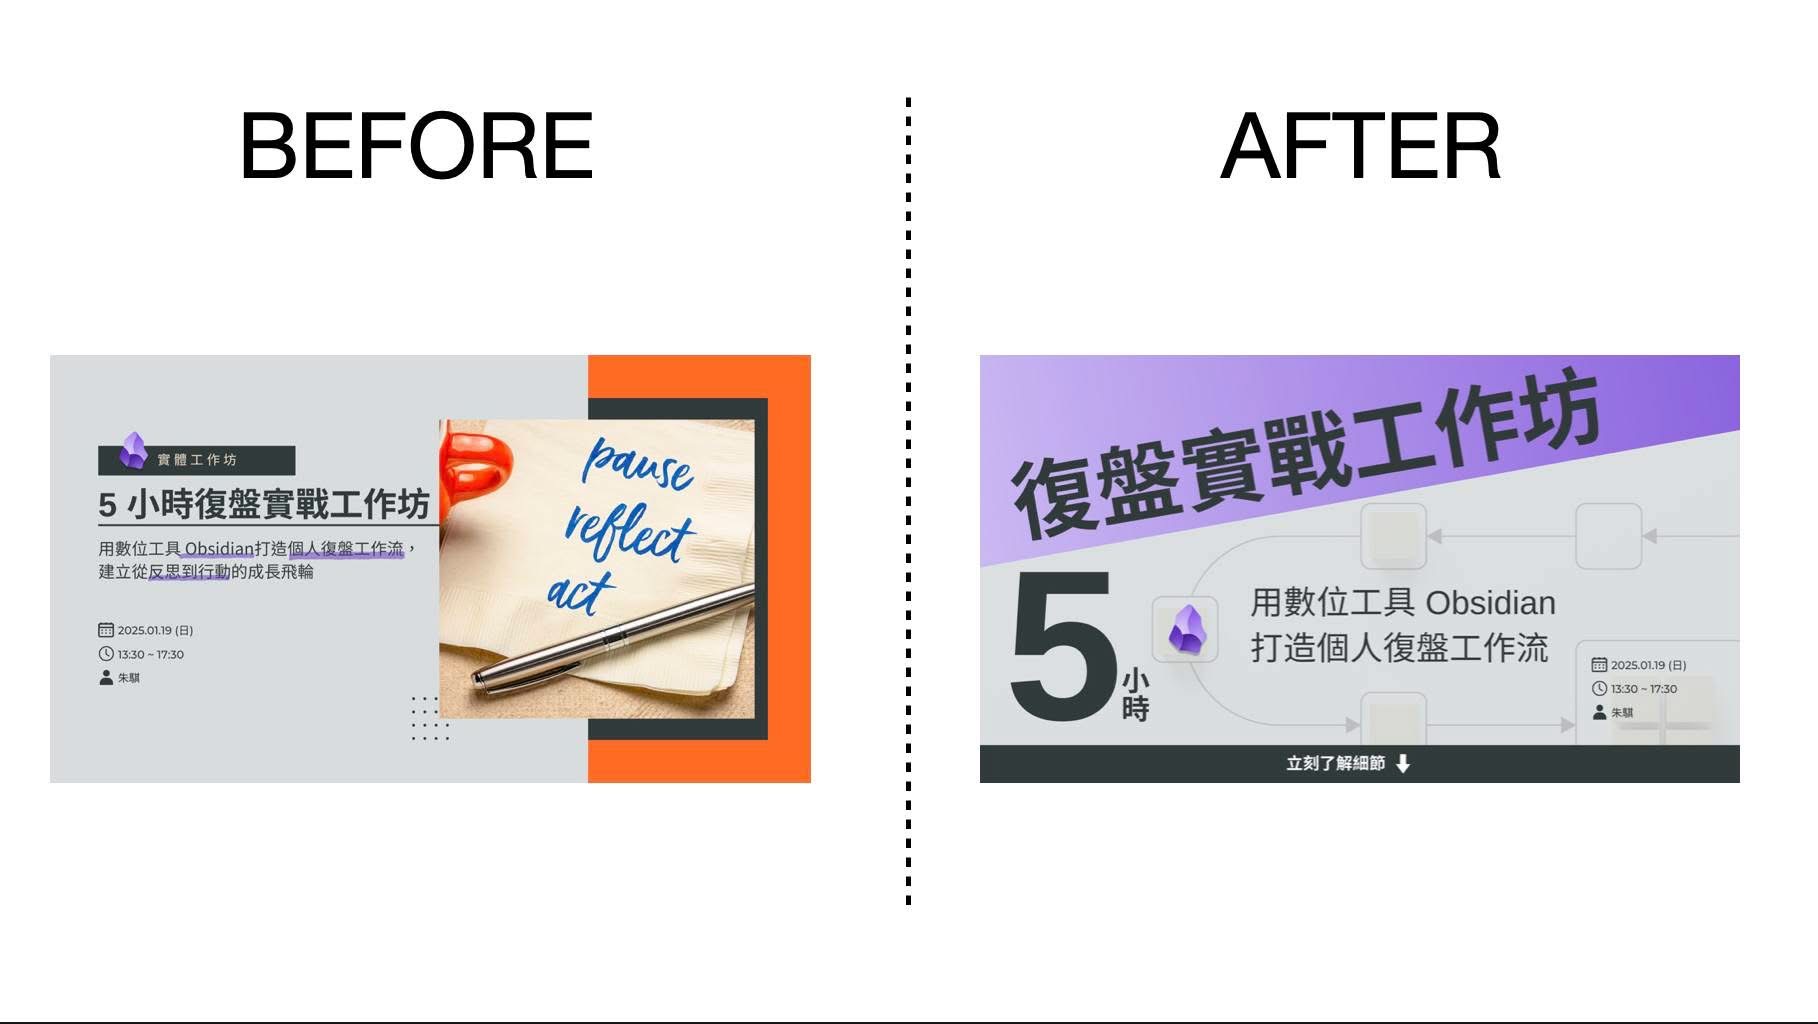 BEFORE
實體工作坊
5 小時復盤實戰工作坊
用數位工具 Obsidian打造個人復盤工作流，
建立從反思到行動的成長飛輪
2025.01.19 (日)
13:30 ~ 17:30
朱騏
pause
reflect
act
AFTER
復盤實戰工作坊
5
小
時
用數位工具 Obsidian
打造個人復盤工作流
2025.01.19 (日)
13:30 ~ 17:30
朱騏
立刻了解細節